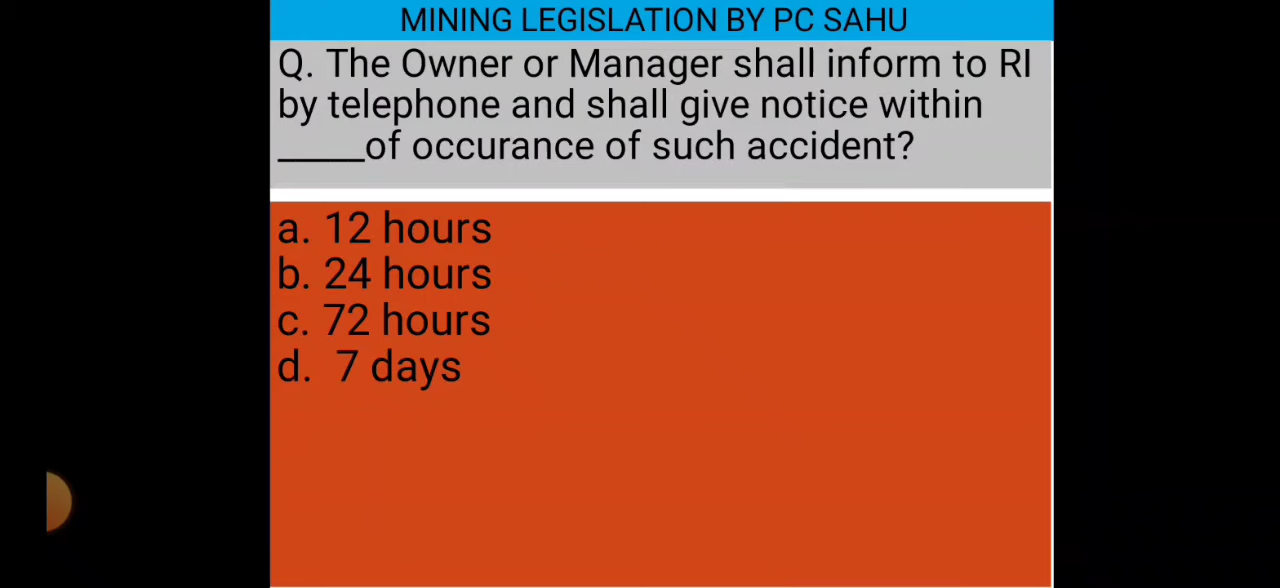 MINING LEGISLATION BY PC SAHU
Q. The Owner or Manager shall inform to RI
by telephone and shall give notice within
_____of occurance of such accident?
a. 12 hours
b. 24 hours
c. 72 hours
d. 7 days